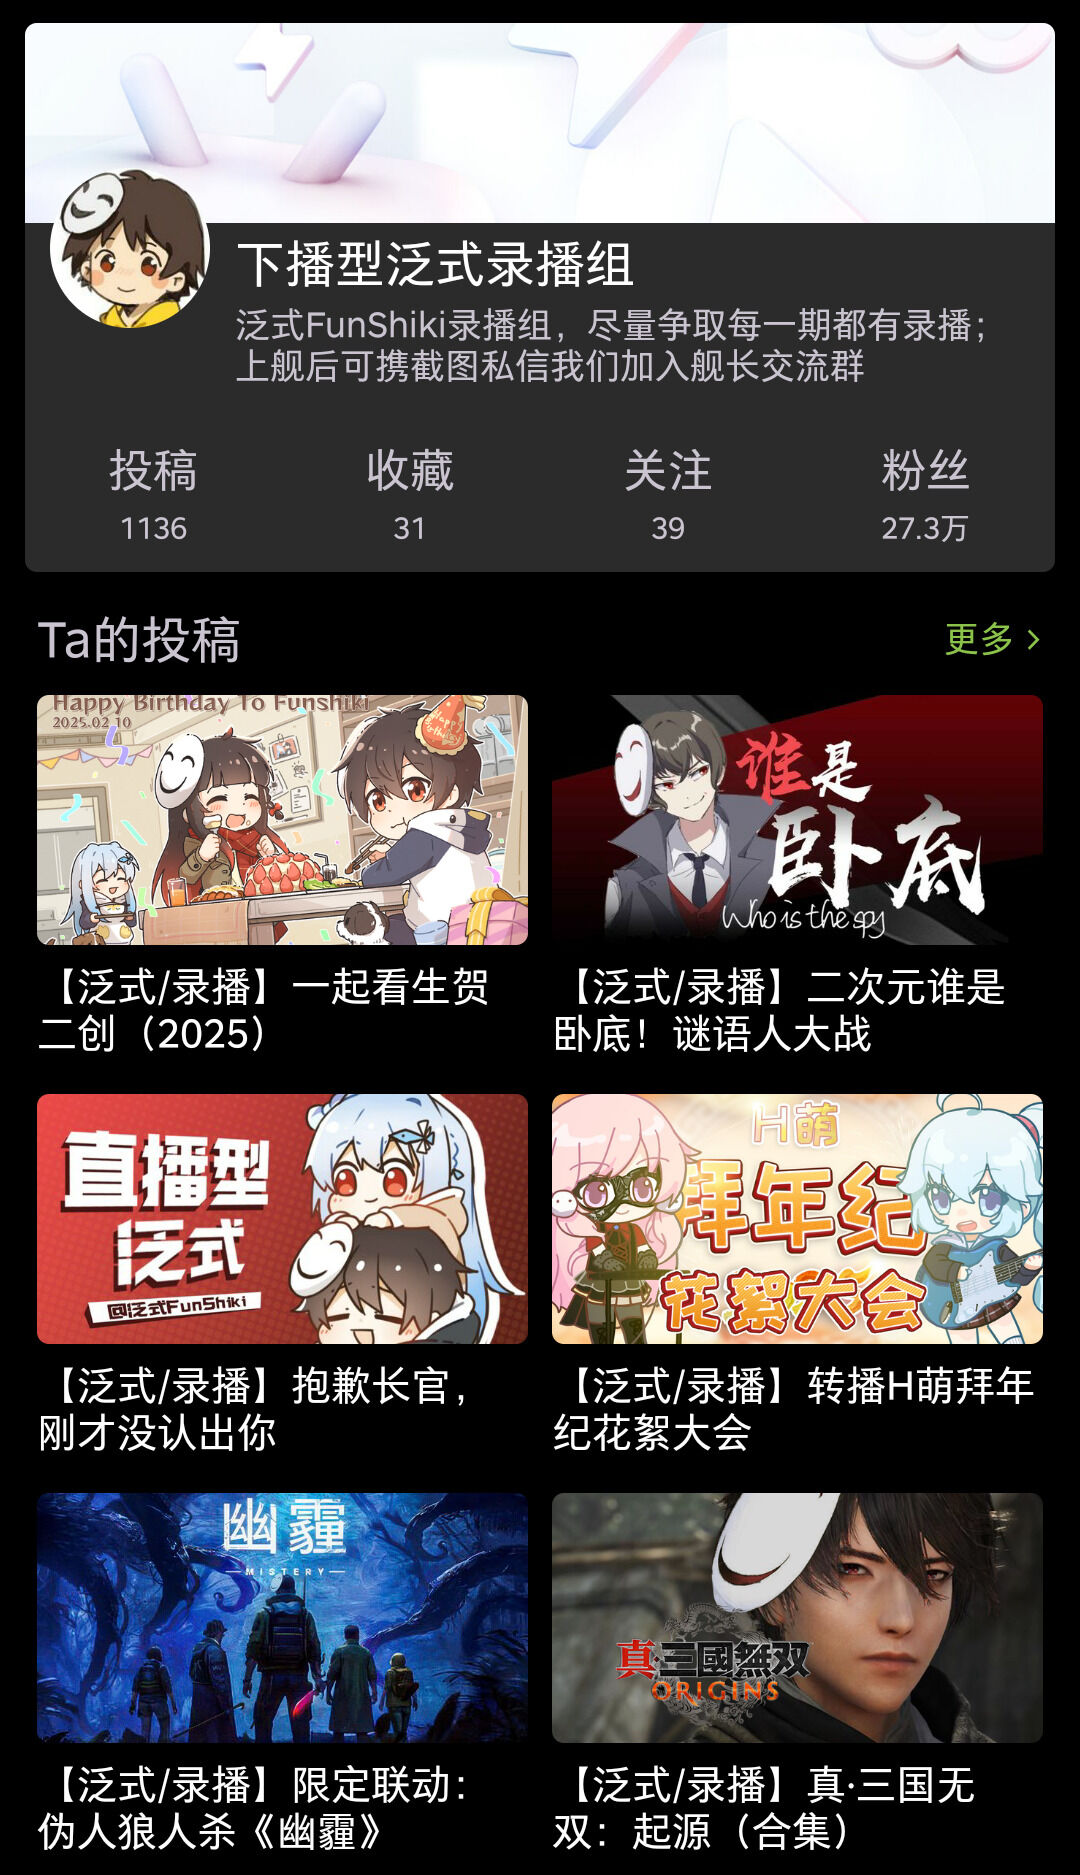 下播型泛式录播组
泛式FunShiki录播组，尽量争取每一期都有录播；
上舰后可携截图私信我们加入舰长交流群
投稿
收藏
关注
粉丝
1136
31
39
27.3万
Ta的投稿
更多
Happy Birthday To Funshiki
2025.02.10
Happy Birthday
谁是
卧底
Who is the spy
【泛式/录播】一起看生贺
二创（2025）
【泛式/录播】二次元谁是
卧底！谜语人大战
直播型
泛式
@泛式FunShiki
H萌
拜年纪
花絮大会
【泛式/录播】抱歉长官，
刚才没认出你
【泛式/录播】转播H萌拜年
纪花絮大会
幽霾
MISTERY
真·三國無双
ORIGINS
【泛式/录播】限定联动：
伪人狼人杀《幽霾》
【泛式/录播】真·三国无
双：起源（合集）